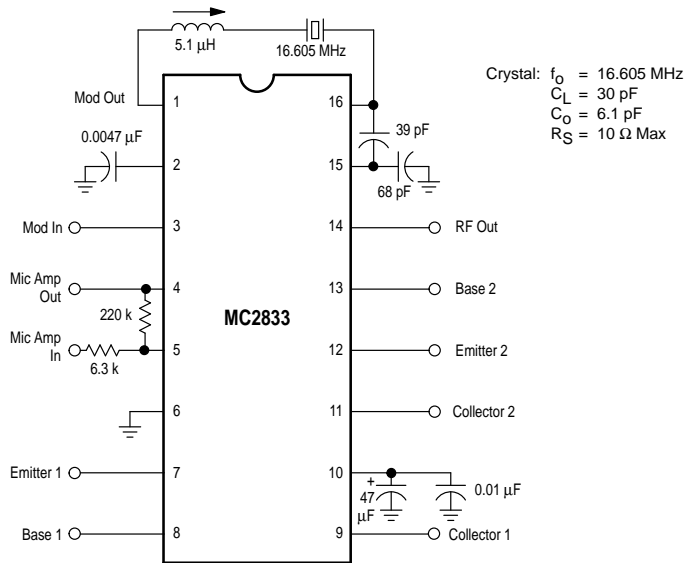 5.1 μH
16.605 MHz
Crystal: fo = 16.605 MHz
CL = 30 pF
Co = 6.1 pF
RS = 10 Ω Max
Mod Out
1
16
39 pF
0.0047 μF
2
15
68 pF
Mod In
3
14
RF Out
Mic Amp
Out
4
13
Base 2
220 k
MC2833
Mic Amp
In
5
12
Emitter 2
6.3 k
6
11
Collector 2
Emitter 1
7
10
+
47
μF
0.01 μF
Base 1
8
9
Collector 1